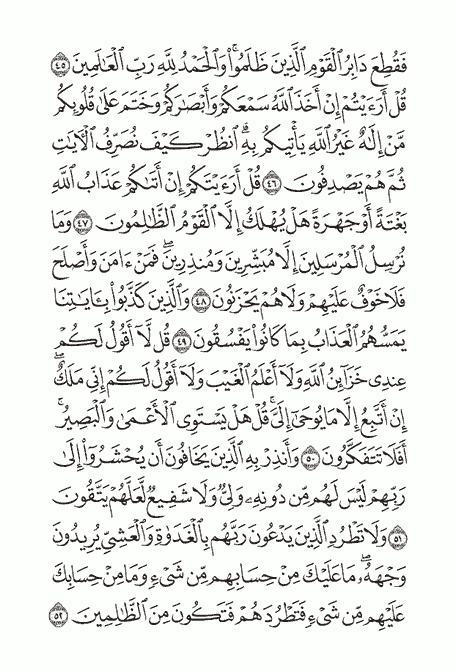 فَقُطِعَ دَابِرُ ٱلْقَوْمِ ٱلَّذِينَ ظَلَمُوا۟ ۚ وَٱلْحَمْدُ لِلَّهِ رَبِّ ٱلْعَـٰلَمِينَ ٤٥
قُلْ أَرَءَيْتُمْ إِنْ أَخَذَ ٱللَّهُ سَمْعَكُمْ وَأَبْصَـٰرَكُمْ وَخَتَمَ عَلَىٰ قُلُوبِكُم
مَّنْ إِلَـٰهٌ غَيْرُ ٱللَّهِ يَأْتِيكُم بِهِ ۗ ٱنظُرْ كَيْفَ نُصَرِّفُ ٱلْـَٔايَـٰتِ
ثُمَّ هُمْ يَصْدِفُونَ ٤٦ قُلْ أَرَءَيْتَكُمْ إِنْ أَتَىٰكُمْ عَذَابُ ٱللَّهِ
بَغْتَةً أَوْ جَهْرَةً هَلْ يُهْلَكُ إِلَّا ٱلْقَوْمُ ٱلظَّـٰلِمُونَ ٤٧ وَمَا
نُرْسِلُ ٱلْمُرْسَلِينَ إِلَّا مُبَشِّرِينَ وَمُنذِرِينَ ۖ فَمَنْ ءَامَنَ وَأَصْلَحَ
فَلَا خَوْفٌ عَلَيْهِمْ وَلَا هُمْ يَحْزَنُونَ ٤٨ وَٱلَّذِينَ كَذَّبُوا۟ بِـَٔايَـٰتِنَا
يَمَسُّهُمُ ٱلْعَذَابُ بِمَا كَانُوا۟ يَفْسُقُونَ ٤٩ قُل لَّآ أَقُولُ لَكُمْ
عِندِى خَزَآئِنُ ٱللَّهِ وَلَآ أَعْلَمُ ٱلْغَيْبَ وَلَآ أَقُولُ لَكُمْ إِنِّى مَلَكٌ ۖ
إِنْ أَتَّبِعُ إِلَّا مَا يُوحَىٰٓ إِلَىَّ ۚ قُلْ هَلْ يَسْتَوِى ٱلْأَعْمَىٰ وَٱلْبَصِيرُ ۚ
أَفَلَا تَتَفَكَّرُونَ ٥٠ وَأَنذِرْ بِهِ ٱلَّذِينَ يَخَافُونَ أَن يُحْشَرُوٓا۟ إِلَىٰ
رَبِّهِمْ ۙ لَيْسَ لَهُم مِّن دُونِهِۦ وَلِىٌّ وَلَا شَفِيعٌ لَّعَلَّهُمْ يَتَّقُونَ
٥١ وَلَا تَطْرُدِ ٱلَّذِينَ يَدْعُونَ رَبَّهُم بِٱلْغَدَوٰةِ وَٱلْعَشِىِّ يُرِيدُونَ
وَجْهَهُۥ ۖ مَا عَلَيْكَ مِنْ حِسَابِهِم مِّن شَىْءٍ وَمَا مِنْ حِسَابِكَ
عَلَيْهِم مِّن شَىْءٍ فَتَطْرُدَهُمْ فَتَكُونَ مِنَ ٱلظَّـٰلِمِينَ ٥٢